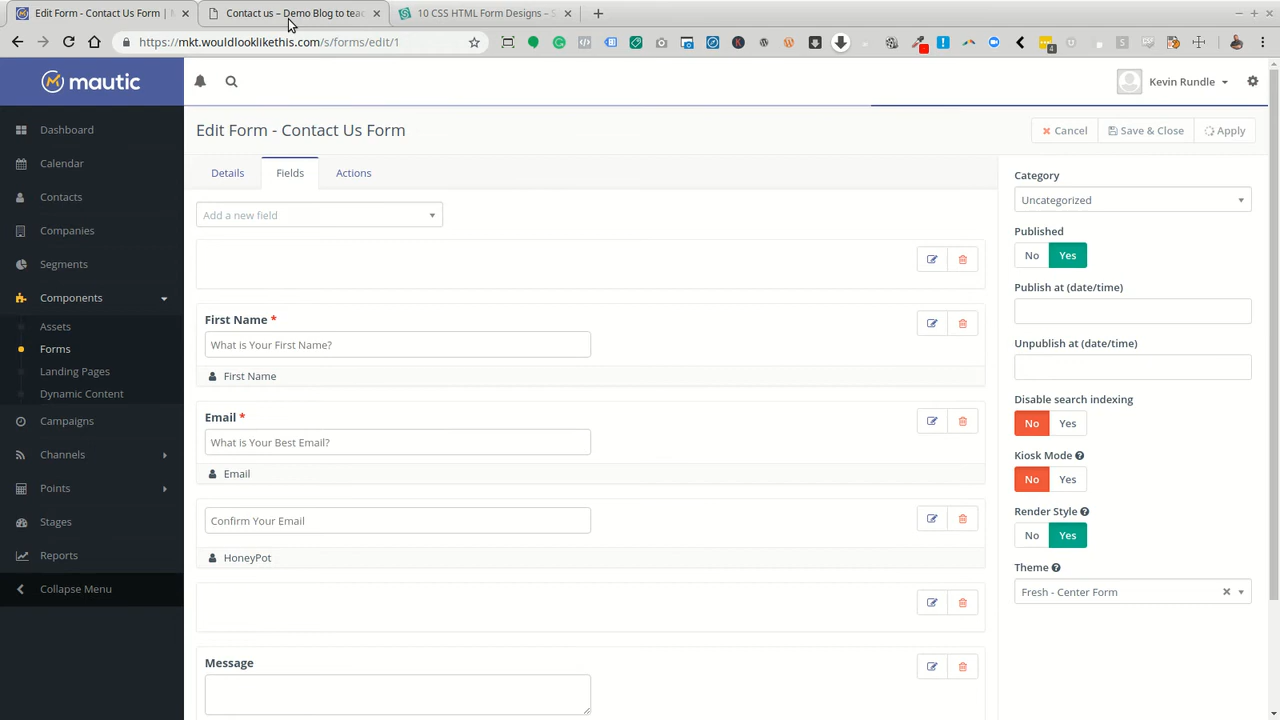 Edit Form - Contact Us Form |
Contact us – Demo Blog to teac
10 CSS HTML Form Designs – S
https://mkt.wouldlooklikethis.com/s/forms/edit/1
mautic
Kevin Rundle
Dashboard
Calendar
Contacts
Companies
Segments
Components
Assets
Forms
Landing Pages
Dynamic Content
Campaigns
Channels
Points
Stages
Reports
Collapse Menu
Edit Form - Contact Us Form
Cancel
Save & Close
Apply
Details
Fields
Actions
Add a new field
First Name *
What is Your First Name?
First Name
Email *
What is Your Best Email?
Email
Confirm Your Email
HoneyPot
Message
Category
Uncategorized
Published
No
Yes
Publish at (date/time)
Unpublish at (date/time)
Disable search indexing
No
Yes
Kiosk Mode
No
Yes
Render Style
No
Yes
Theme
Fresh - Center Form